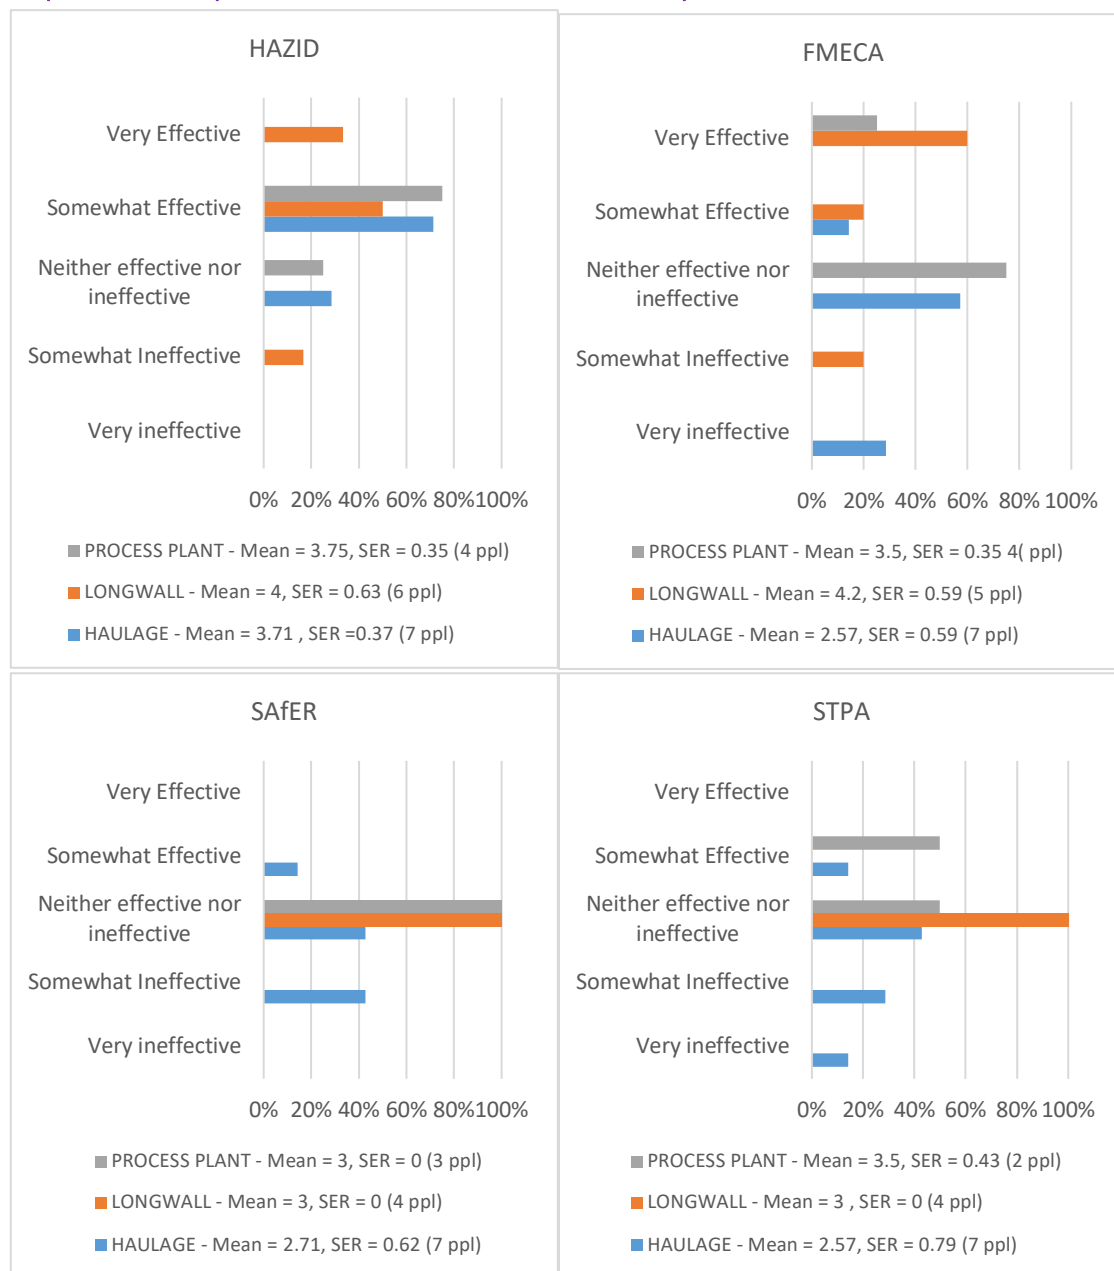 HAZID
Very Effective
Somewhat Effective
Neither effective nor
ineffective
Somewhat Ineffective
Very ineffective
0% 20% 40% 60% 80% 100%
PROCESS PLANT - Mean = 3.75, SER = 0.35 (4 ppl)
LONGWALL - Mean = 4, SER = 0.63 (6 ppl)
HAULAGE - Mean = 3.71 , SER =0.37 (7 ppl)
FMECA
Very Effective
Somewhat Effective
Neither effective nor
ineffective
Somewhat Ineffective
Very ineffective
0% 20% 40% 60% 80% 100%
PROCESS PLANT - Mean = 3.5, SER = 0.35 4( ppl)
LONGWALL - Mean = 4.2, SER = 0.59 (5 ppl)
HAULAGE - Mean = 2.57, SER = 0.59 (7 ppl)
SAfER
Very Effective
Somewhat Effective
Neither effective nor
ineffective
Somewhat Ineffective
Very ineffective
0% 20% 40% 60% 80% 100%
PROCESS PLANT - Mean = 3, SER = 0 (3 ppl)
LONGWALL - Mean = 3, SER = 0 (4 ppl)
HAULAGE - Mean = 2.71, SER = 0.62 (7 ppl)
STPA
Very Effective
Somewhat Effective
Neither effective nor
ineffective
Somewhat Ineffective
Very ineffective
0% 20% 40% 60% 80% 100%
PROCESS PLANT - Mean = 3.5, SER = 0.43 (2 ppl)
LONGWALL - Mean = 3 , SER = 0 (4 ppl)
HAULAGE - Mean = 2.57, SER = 0.79 (7 ppl)